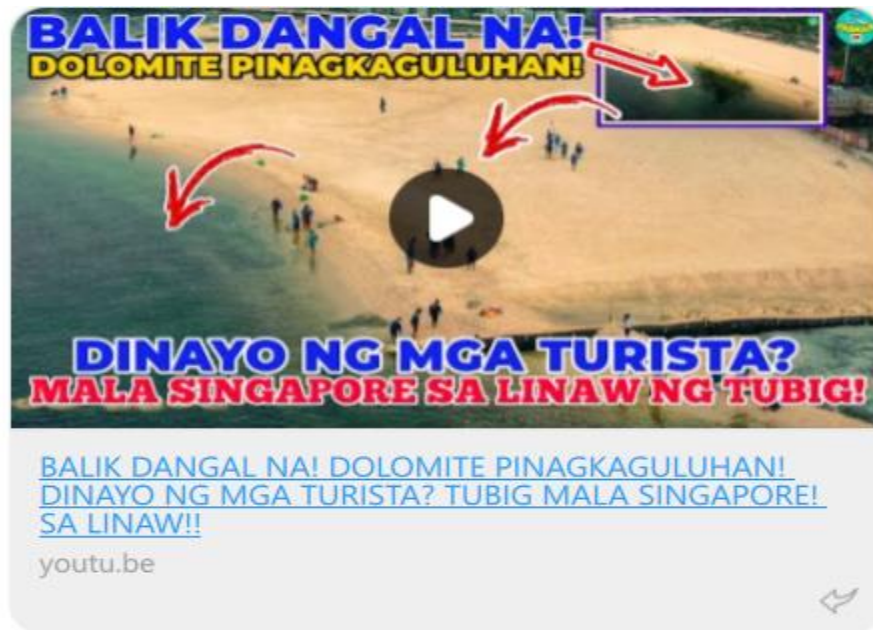 BALIK DANGAL NA!
DOLOMITE PINAGKAGULUHAN!
DINAYO NG MGA TURISTA?
MALA SINGAPORE SA LINAW NG TUBIG!
BALIK DANGAL NA! DOLOMITE PINAGKAGULUHAN!
DINAYO NG MGA TURISTA? TUBIG MALA SINGAPORE!
SA LINAW!!
youtu.be